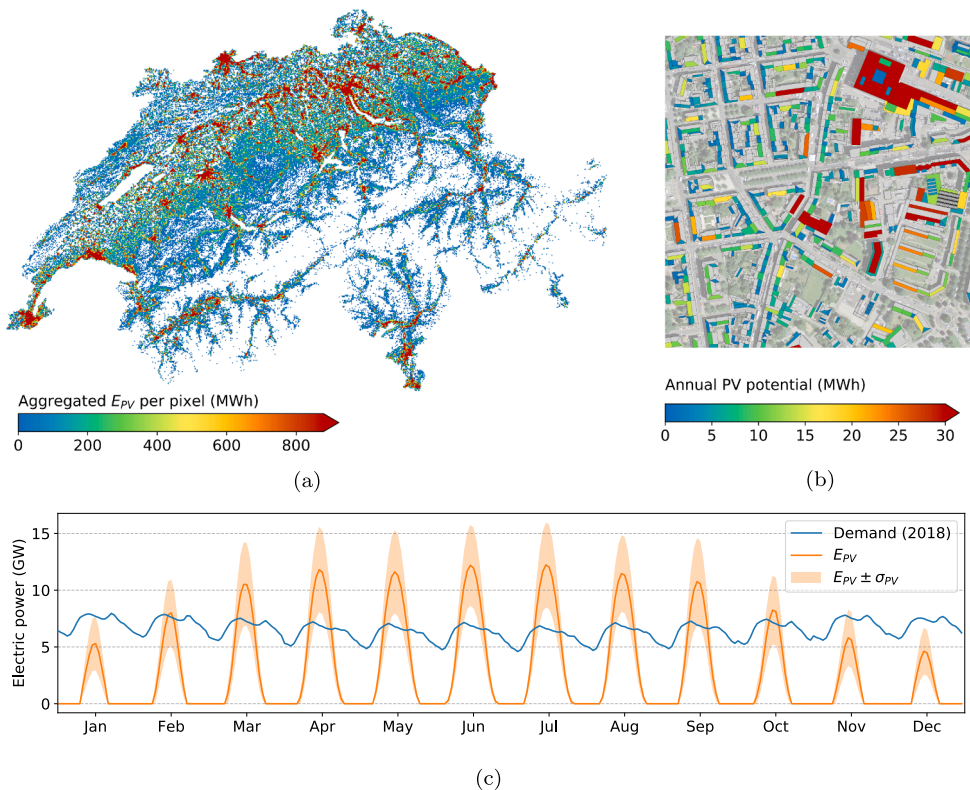 Aggregated E_PV per pixel (MWh)
0 200 400 600 800
(a)
Annual PV potential (MWh)
0 5 10 15 20 25 30
(b)
Electric power (GW)
15
10
5
0
Demand (2018)
E_PV
E_PV ± σ_PV
Jan Feb Mar Apr May Jun Jul Aug Sep Oct Nov Dec
(c)